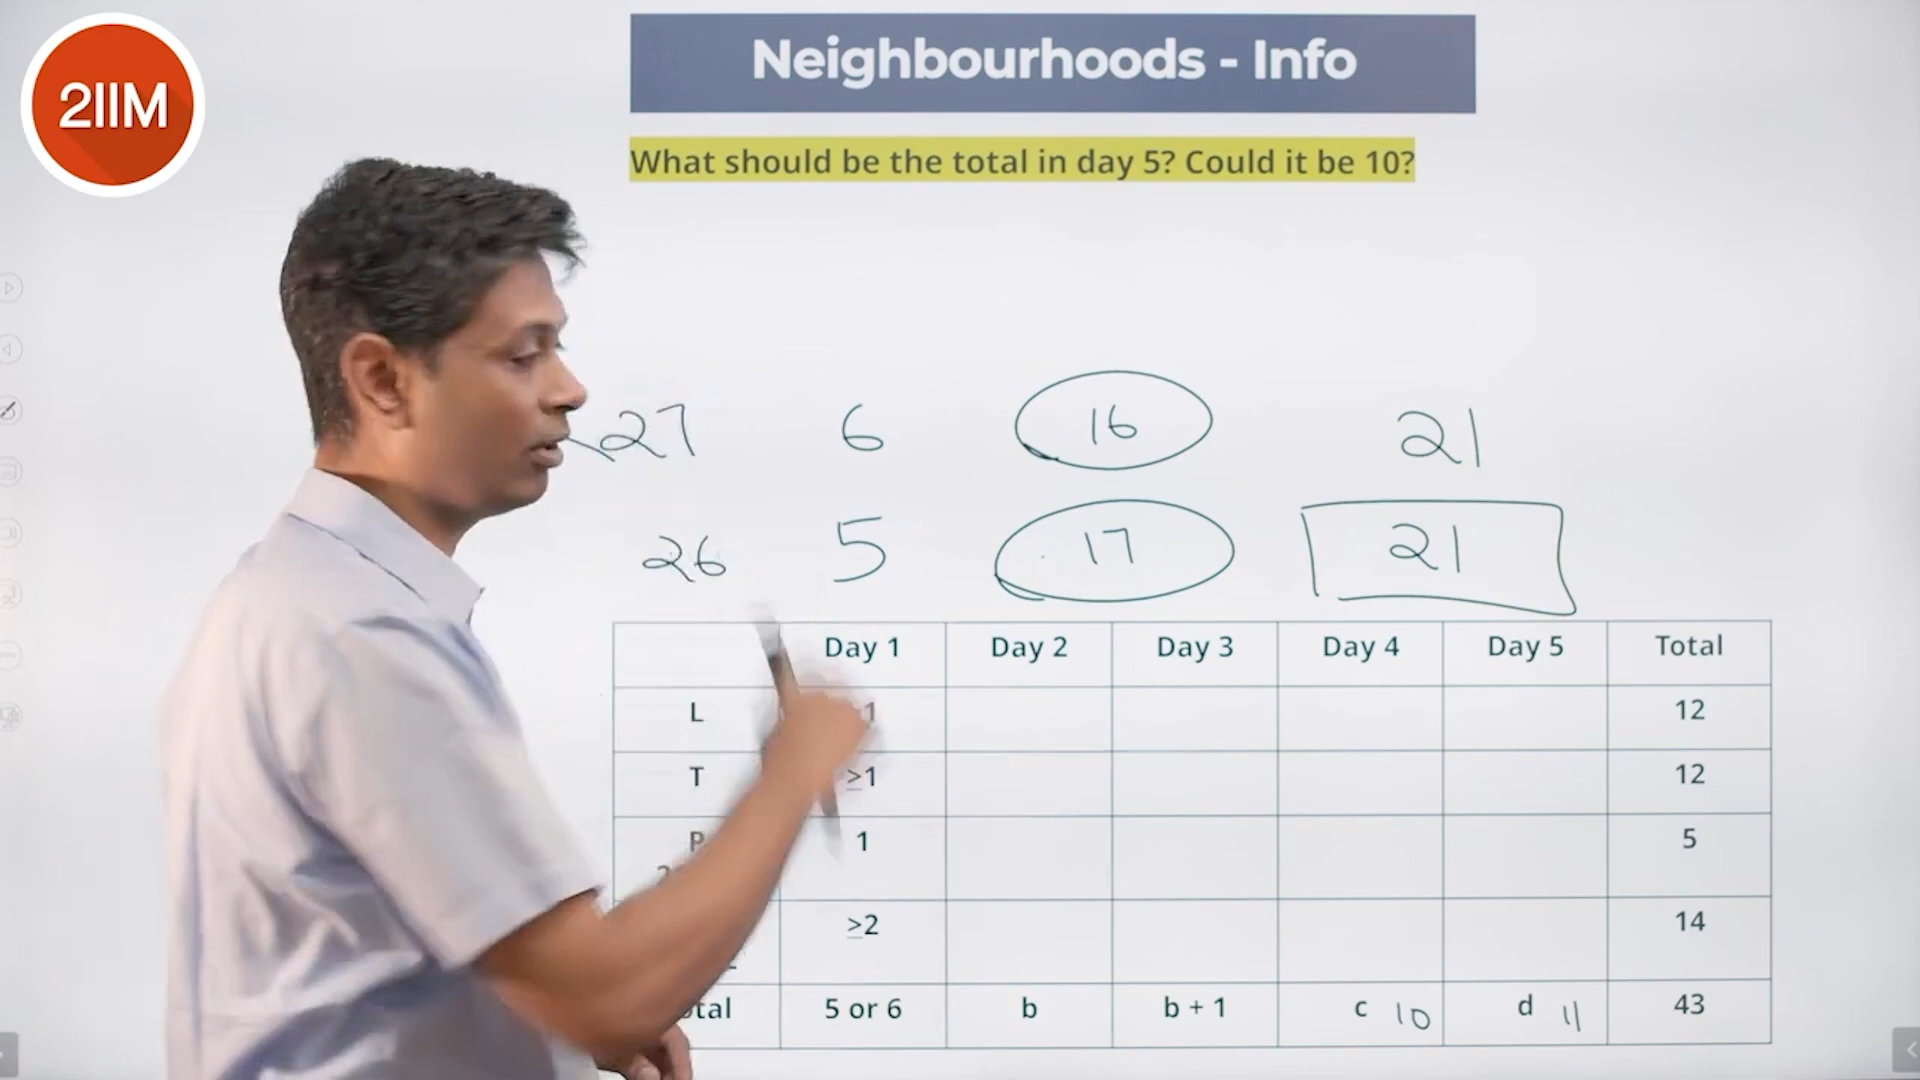 2IIM
Neighbourhoods - Info
What should be the total in day 5? Could it be 10?
27 6 16 21
26 5 17 21
Day 1 Day 2 Day 3 Day 4 Day 5 Total
L 1 12
T ≥1 12
P 1 5
≥2 14
5 or 6 b b + 1 c 10 d 11 43